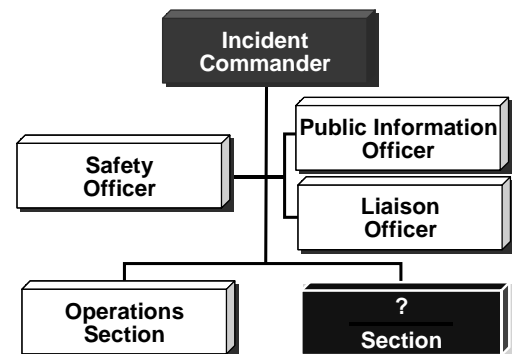 Incident
Commander
Public Information
Officer
Safety
Officer
Liaison
Officer
Operations
Section
?
Section